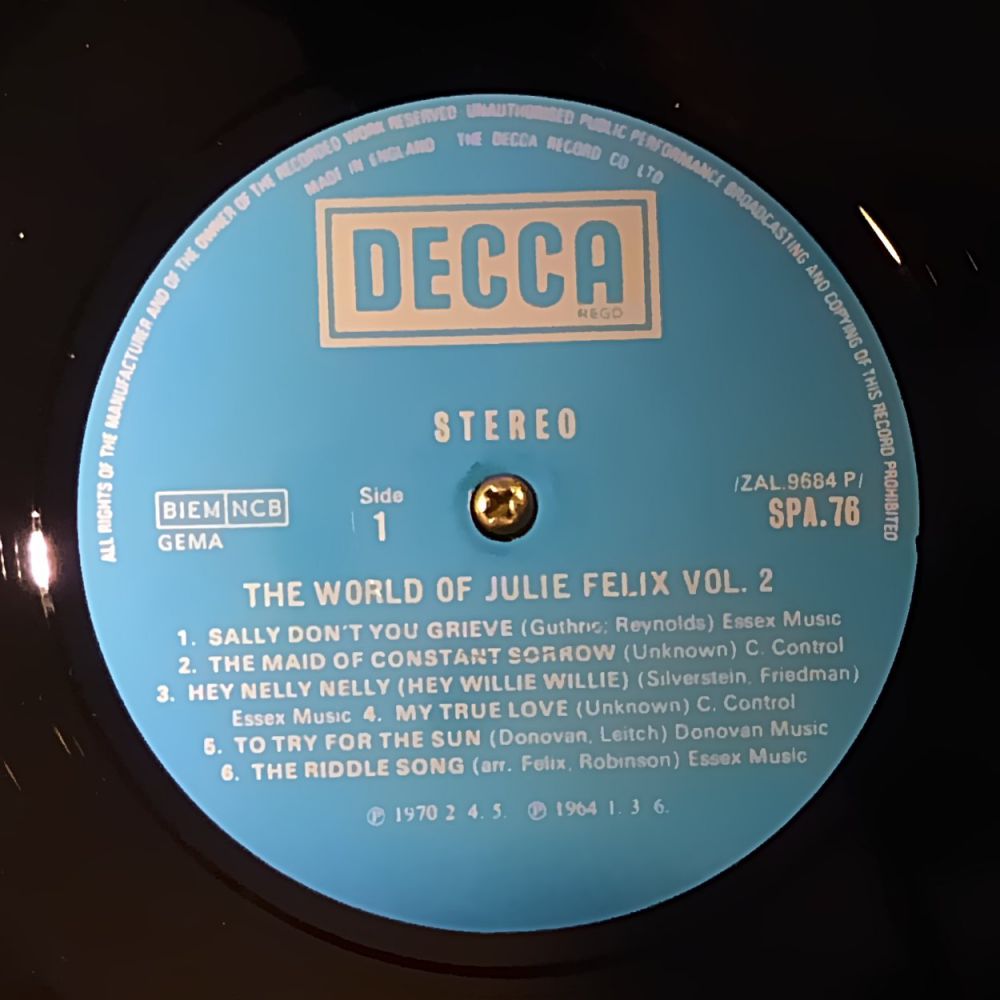 ALL RIGHTS OF THE MANUFACTURER AND OF THE OWNER OF THE RECORDED WORK RESERVED UNAUTHORISED PUBLIC PERFORMANCE BROADCASTING AND COPYING OF THIS RECORD PROHIBITED
MADE IN ENGLAND THE DECCA RECORD CO LTD
DECCA
REGD
STEREO
BIEM NCB
GEMA
Side
1
/ZAL.9684 P/
SPA.76
THE WORLD OF JULIE FELIX VOL. 2
1. SALLY DON'T YOU GRIEVE (Guthrie; Reynolds) Essex Music
2. THE MAID OF CONSTANT SORROW (Unknown) C. Control
3. HEY NELLY NELLY (HEY WILLIE WILLIE) (Silverstein, Friedman)
Essex Music 4. MY TRUE LOVE (Unknown) C. Control
5. TO TRY FOR THE SUN (Donovan, Leitch) Donovan Music
6. THE RIDDLE SONG (arr. Felix, Robinson) Essex Music
Ⓟ 1970 2 4. 5. Ⓟ 1964 1. 3 6.